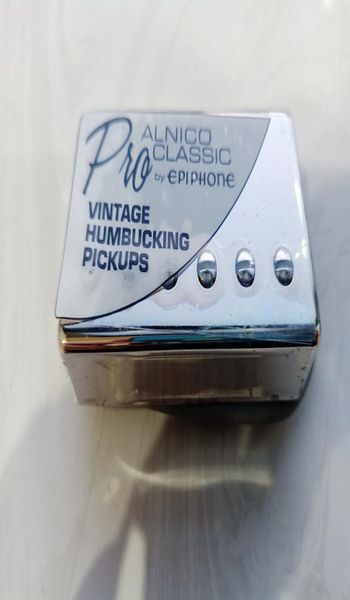 Pro ALNICO
CLASSIC
by EPIPHONE
VINTAGE
HUMBUCKING
PICKUPS